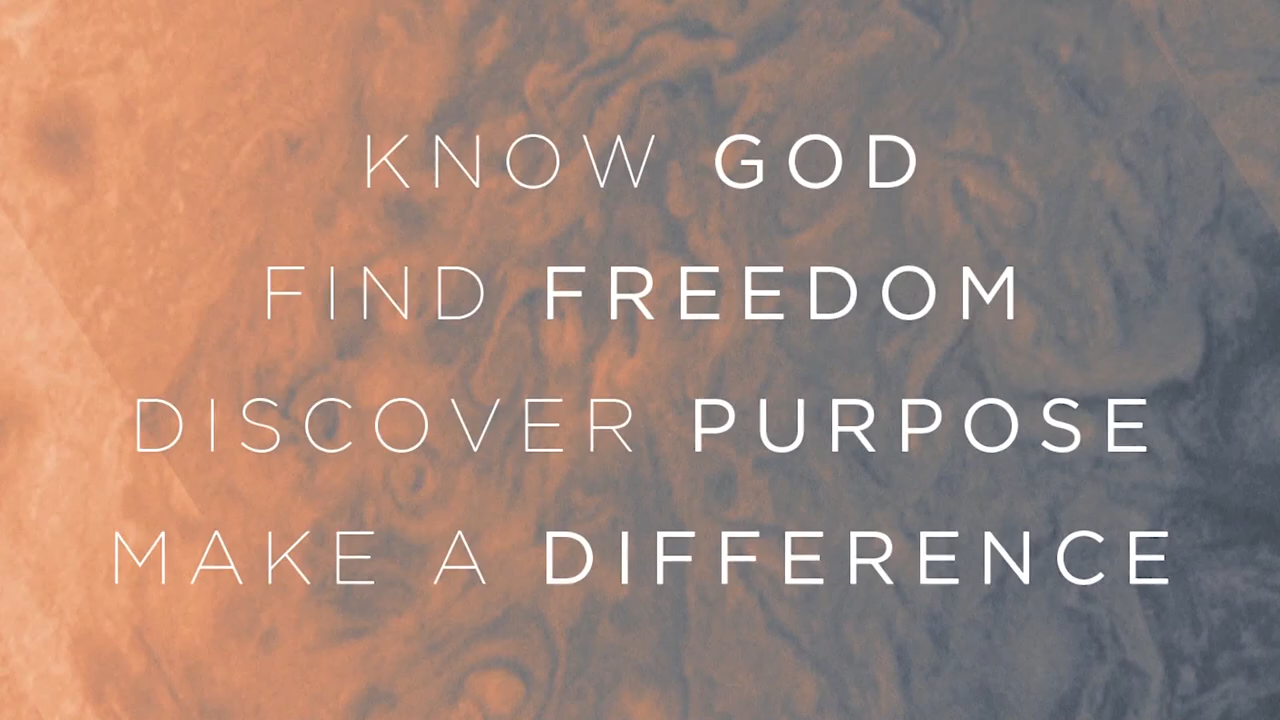 KNOW GOD
FIND FREEDOM
DISCOVER PURPOSE
MAKE A DIFFERENCE